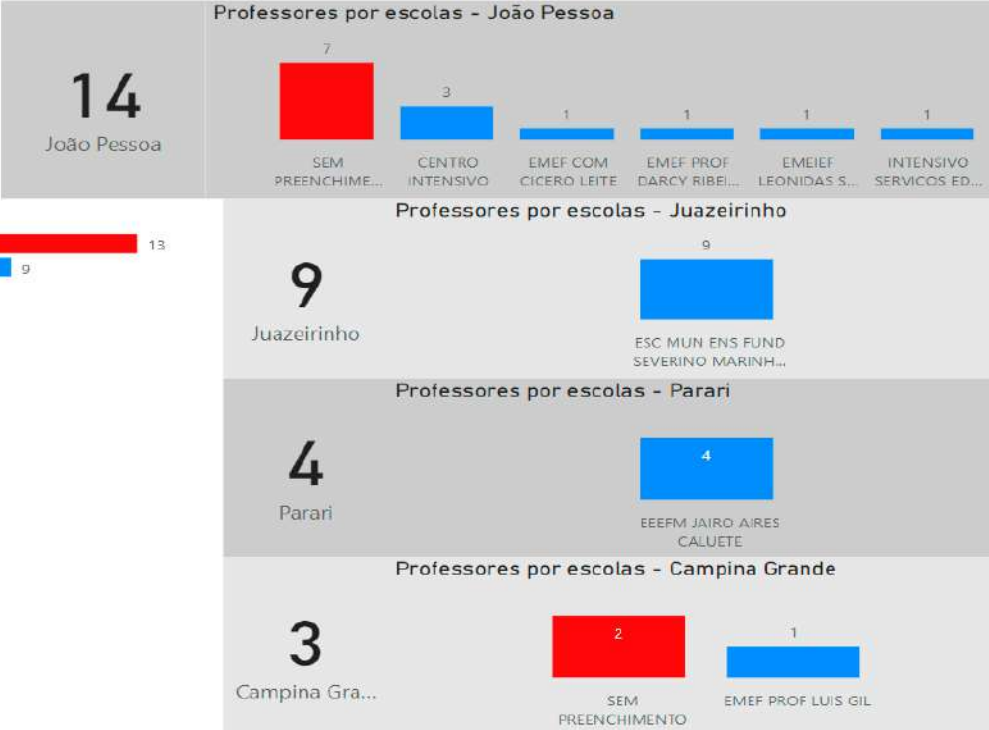 Professores por escolas - João Pessoa
14
João Pessoa
7
3
1
1
1
1
SEM
PREENCHIME...
CENTRO
INTENSIVO
EMEF COM
CICERO LEITE
EMEF PROF
DARCY RIBEI...
EMEIEF
LEONIDAS S...
INTENSIVO
SERVICOS ED...
13
9
Professores por escolas - Juazeirinho
9
Juazeirinho
9
ESC MUN ENS FUND
SEVERINO MARINH...
Professores por escolas - Parari
4
Parari
4
EEEFM JAIRO AIRES
CALUETE
Professores por escolas - Campina Grande
3
Campina Gra...
2
1
SEM
PREENCHIMENTO
EMEF PROF LUIS GIL